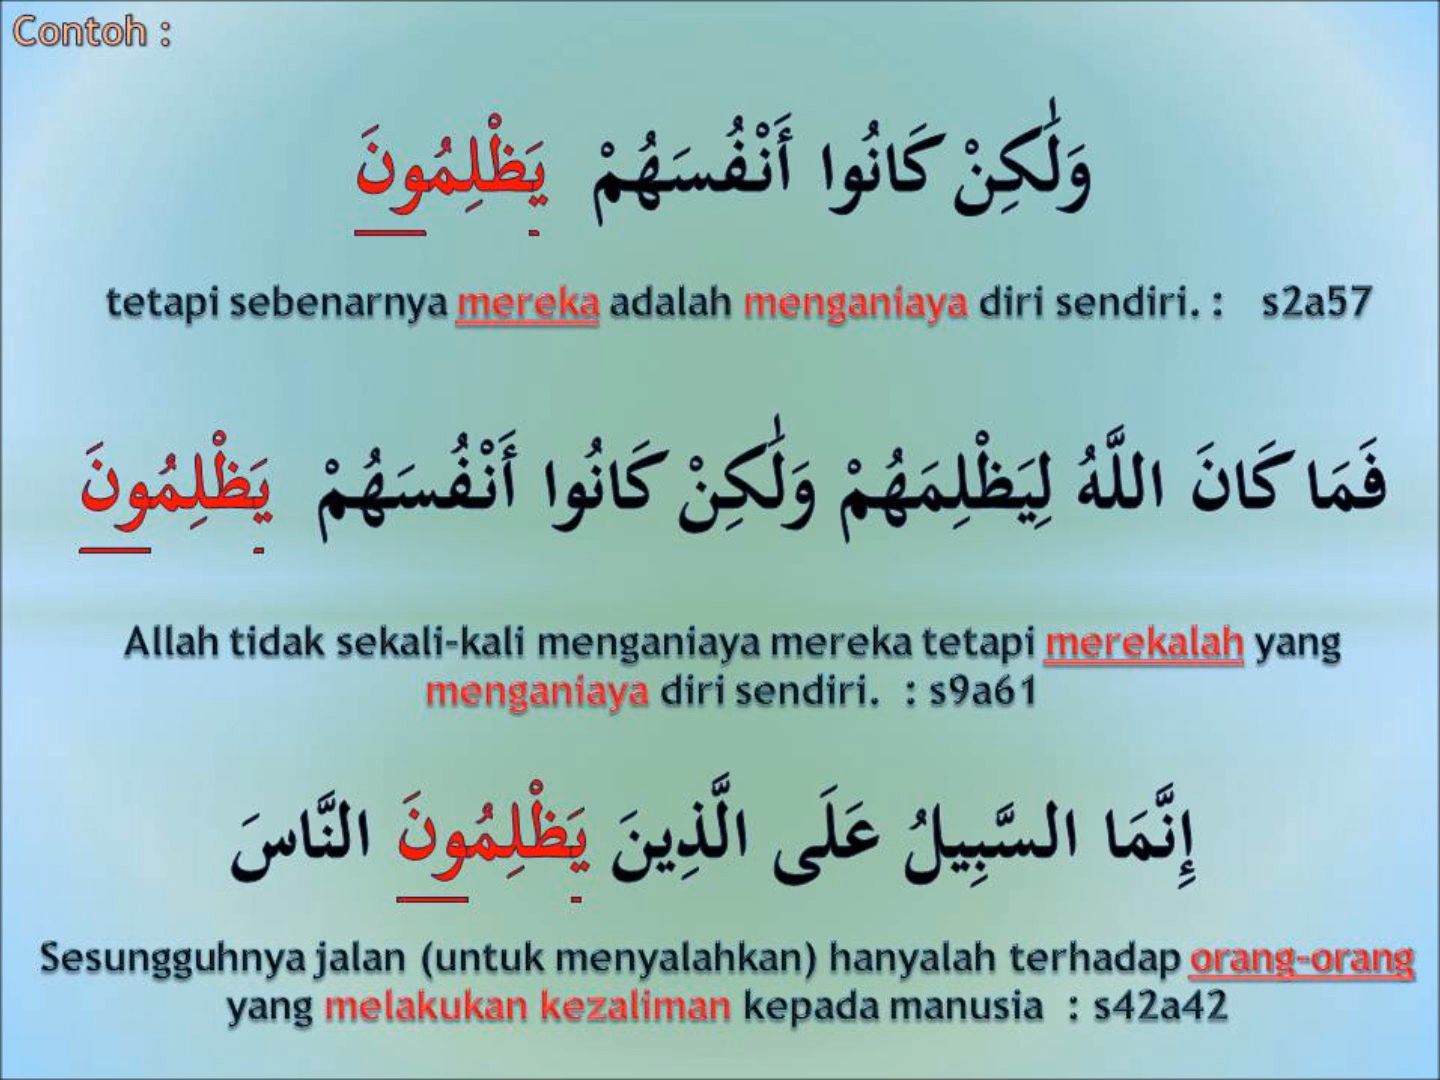 Contoh :
وَلَٰكِنْ كَانُوا أَنْفُسَهُمْ يَظْلِمُونَ
tetapi sebenarnya mereka adalah menganiaya diri sendiri. : s2a57
فَمَا كَانَ اللَّهُ لِيَظْلِمَهُمْ وَلَٰكِنْ كَانُوا أَنْفُسَهُمْ يَظْلِمُونَ
Allah tidak sekali-kali menganiaya mereka tetapi merekalah yang
menganiaya diri sendiri. : s9a61
إِنَّمَا السَّبِيلُ عَلَى الَّذِينَ يَظْلِمُونَ النَّاسَ
Sesungguhnya jalan (untuk menyalahkan) hanyalah terhadap orang-orang
yang melakukan kezaliman kepada manusia : s42a42